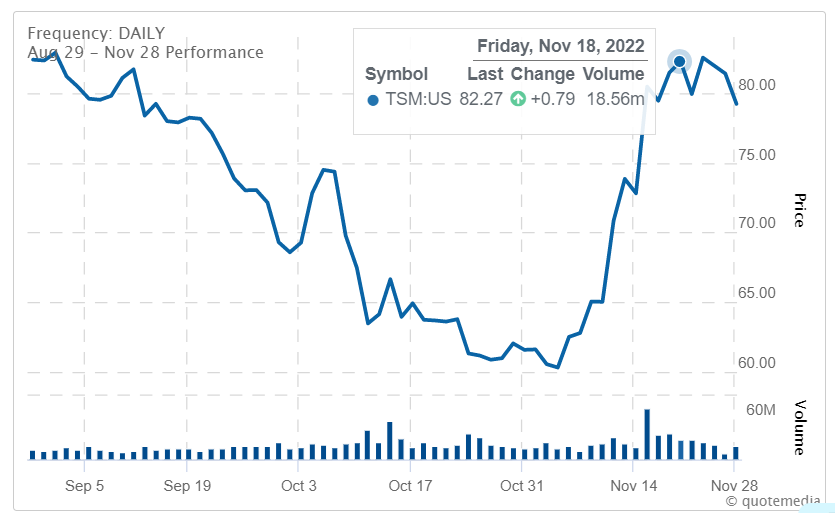 Frequency: DAILY
Aug 29 – Nov 28 Performance
Friday, Nov 18, 2022
Symbol Last Change Volume
TSM:US 82.27 +0.79 18.56m
80.00
75.00
70.00
65.00
60.00
Price
60M
Volume
Sep 5 Sep 19 Oct 3 Oct 17 Oct 31 Nov 14 Nov 28
© quotemedia